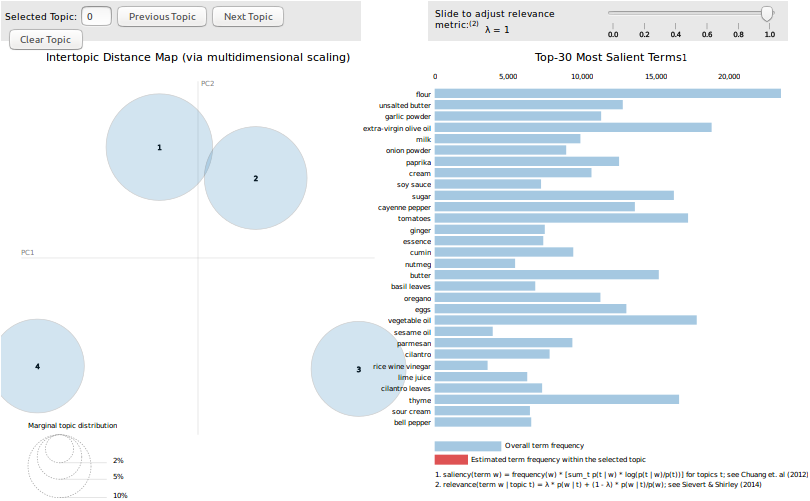 Selected Topic: 0 Previous Topic Next Topic
Clear Topic
Slide to adjust relevance
metric:(2) λ = 1
0.0 0.2 0.4 0.6 0.8 1.0
Intertopic Distance Map (via multidimensional scaling)
PC2
1
2
PC1
4
3
Marginal topic distribution
2%
5%
10%
Top-30 Most Salient Terms1
0 5,000 10,000 15,000 20,000
flour
unsalted butter
garlic powder
extra-virgin olive oil
milk
onion powder
paprika
cream
soy sauce
sugar
cayenne pepper
tomatoes
ginger
essence
cumin
nutmeg
butter
basil leaves
oregano
eggs
vegetable oil
sesame oil
parmesan
cilantro
rice wine vinegar
lime juice
cilantro leaves
thyme
sour cream
bell pepper
Overall term frequency
Estimated term frequency within the selected topic
1. saliency(term w) = frequency(w) * [sum_t p(t | w) * log(p(t | w)/p(t))] for topics t; see Chuang et. al (2012)
2. relevance(term w | topic t) = λ * p(w | t) + (1 - λ) * p(w | t)/p(w); see Sievert & Shirley (2014)